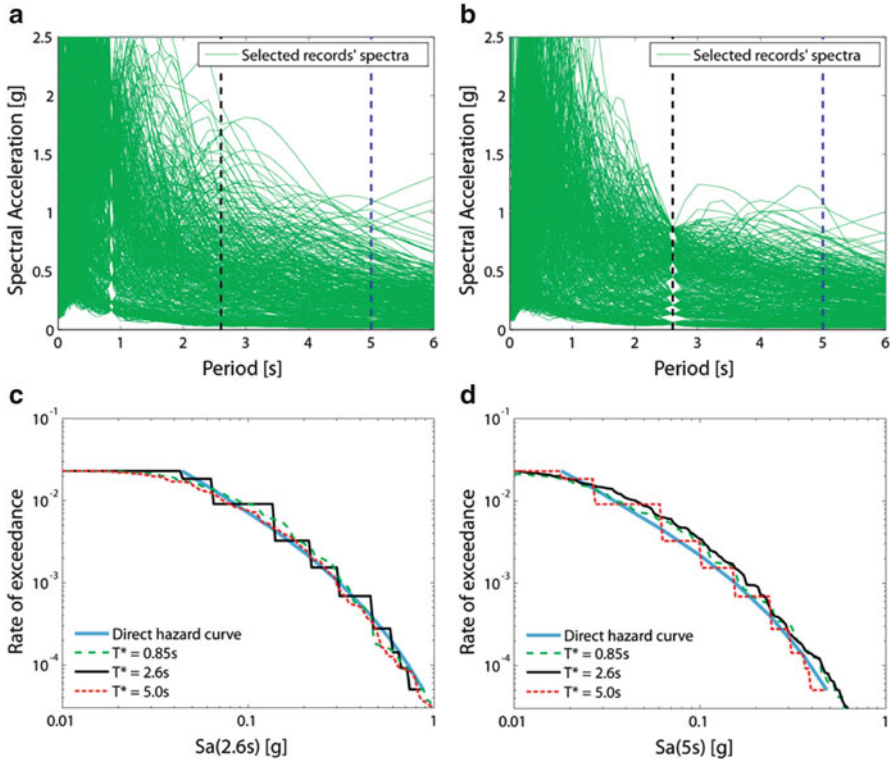 a
b
2.5
2
1.5
1
0.5
0
Spectral Acceleration [g]
Selected records' spectra
0 1 2 3 4 5 6
Period [s]
2.5
2
1.5
1
0.5
0
Spectral Acceleration [g]
Selected records' spectra
0 1 2 3 4 5 6
Period [s]
c
d
10-1
10-2
10-3
10-4
Rate of exceedance
Direct hazard curve
T* = 0.85s
T* = 2.6s
T* = 5.0s
0.01 0.1 1
Sa(2.6s) [g]
10-1
10-2
10-3
10-4
Rate of exceedance
Direct hazard curve
T* = 0.85s
T* = 2.6s
T* = 5.0s
0.01 0.1 1
Sa(5s) [g]